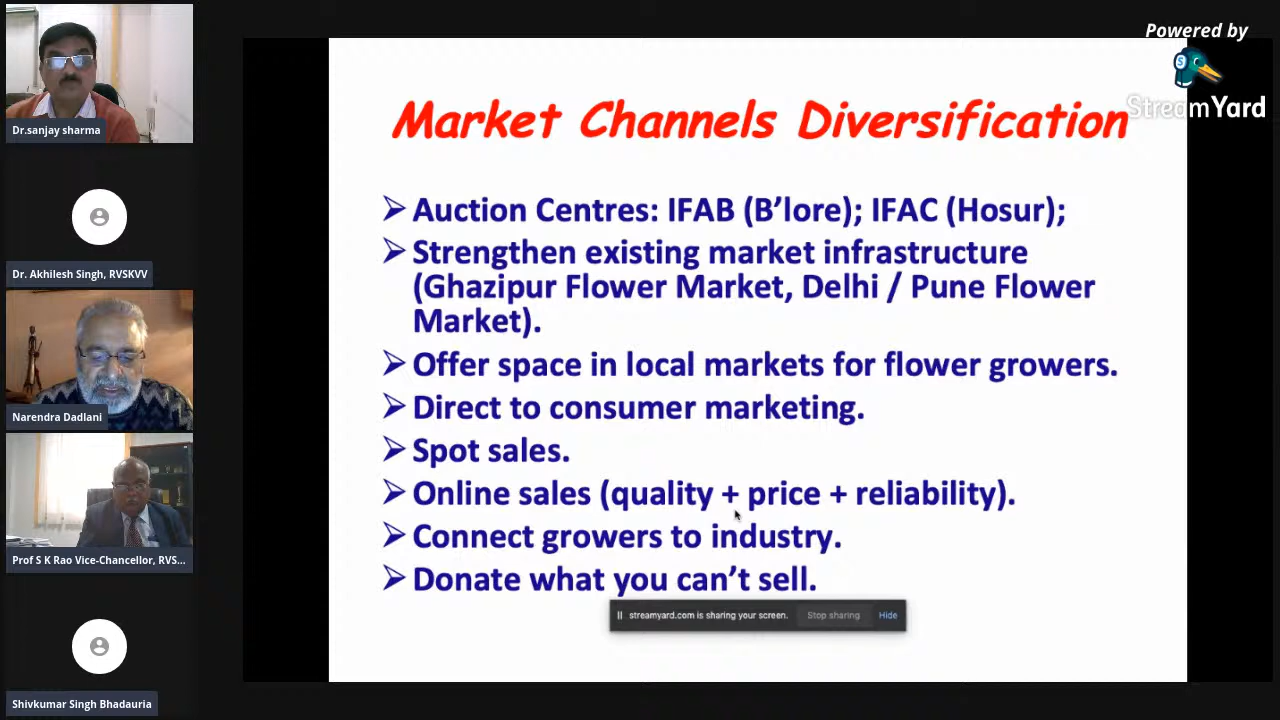 Powered by
StreamYard
Dr.sanjay sharma
Dr. Akhilesh Singh, RVSKVV
Narendra Dadlani
Prof S K Rao Vice-Chancellor, RVS...
Shivkumar Singh Bhadauria
Market Channels Diversification
➢ Auction Centres: IFAB (B’lore); IFAC (Hosur);
➢ Strengthen existing market infrastructure
(Ghazipur Flower Market, Delhi / Pune Flower
Market).
➢ Offer space in local markets for flower growers.
➢ Direct to consumer marketing.
➢ Spot sales.
➢ Online sales (quality + price + reliability).
➢ Connect growers to industry.
➢ Donate what you can’t sell.
streamyard.com is sharing your screen. Stop sharing Hide